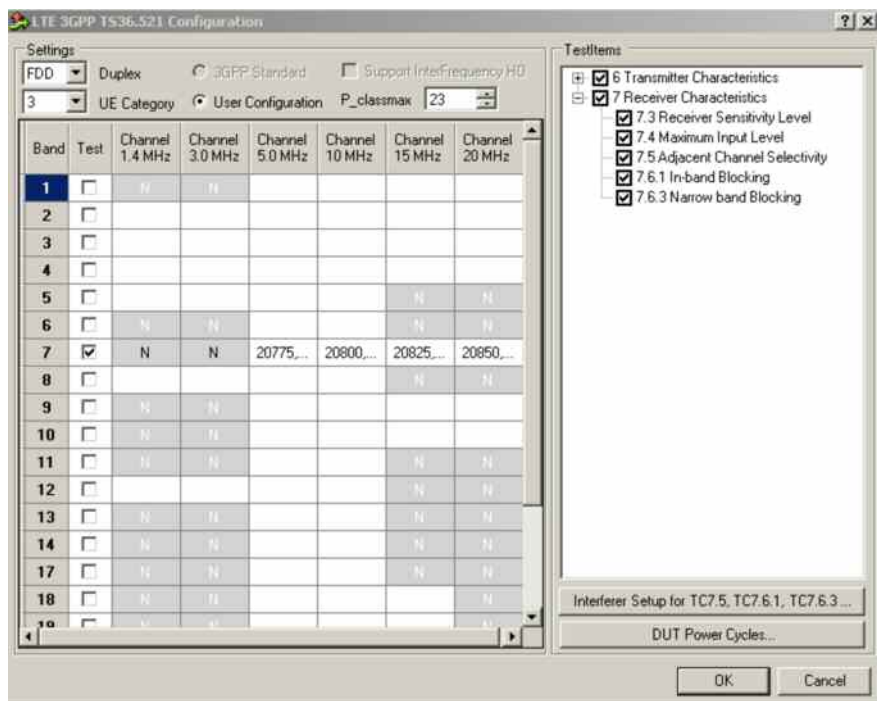 LTE 3GPP TS36.521 Configuration
Settings
FDD Duplex 3GPP Standard Support InterFrequency HO
3 UE Category User Configuration P_classmax 23
Band Test Channel 1.4 MHz Channel 3.0 MHz Channel 5.0 MHz Channel 10 MHz Channel 15 MHz Channel 20 MHz
1 N N
2
3
4
5 N N
6 N N N N
7 N N 20775,... 20800,... 20825,... 20850,...
8 N N
9 N N
10 N N
11 N N N N
12 N N
13 N N N N
14 N N N N
17 N N N N
18 N N N
19
TestItems
6 Transmitter Characteristics
7 Receiver Characteristics
7.3 Receiver Sensitivity Level
7.4 Maximum Input Level
7.5 Adjacent Channel Selectivity
7.6.1 In-band Blocking
7.6.3 Narrow band Blocking
Interferer Setup for TC7.5, TC7.6.1, TC7.6.3 ...
DUT Power Cycles...
OK Cancel